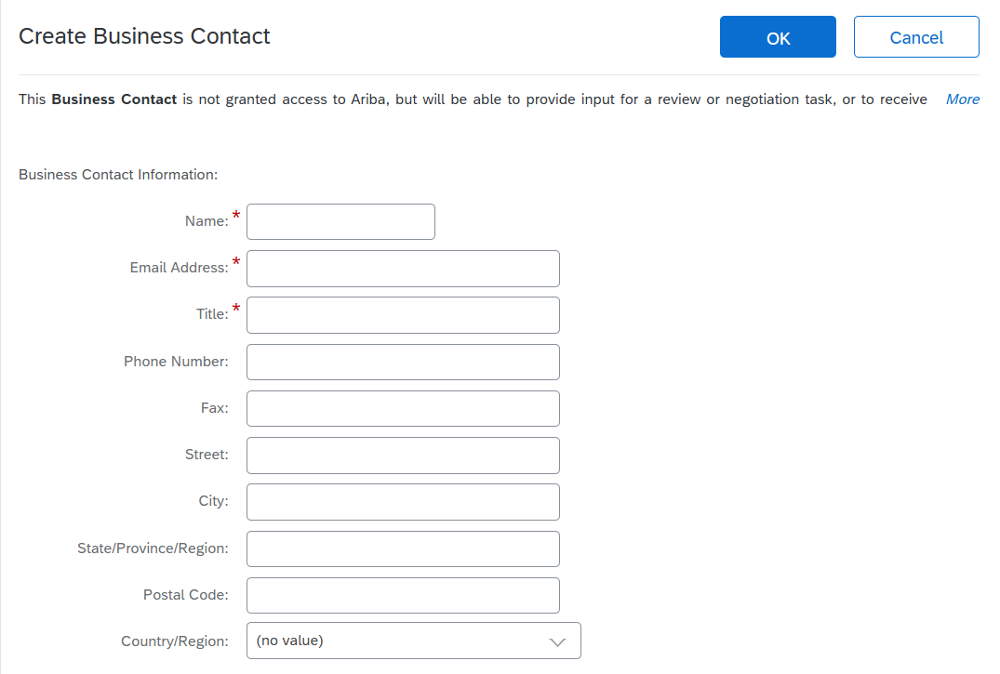 Create Business Contact
OK
Cancel
This Business Contact is not granted access to Ariba, but will be able to provide input for a review or negotiation task, or to receive More
Business Contact Information:
Name: *
Email Address: *
Title: *
Phone Number:
Fax:
Street:
City:
State/Province/Region:
Postal Code:
Country/Region: (no value)